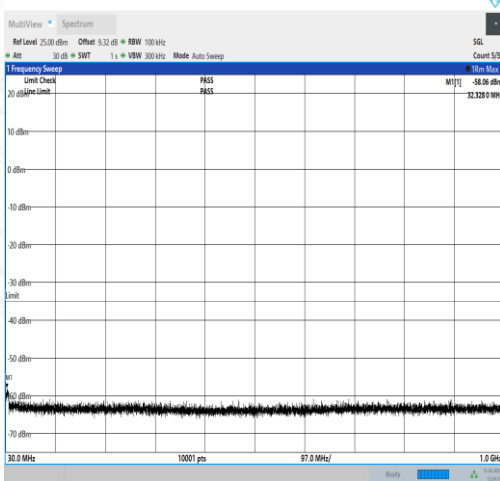 MultiView Spectrum
Ref Level 25.00 dBm Offset 9.32 dB RBW 100 kHz SGL
Att 30 dB SWT 1 s VBW 300 kHz Mode Auto Sweep Count 5/5
1 Frequency Sweep 1Rm Max
Limit Check PASS M1[1] -58.06 dBm
Line Limit PASS 32.3280 MH
20 dBm
10 dBm
0 dBm
-10 dBm
-20 dBm
-30 dBm
Limit
-40 dBm
-50 dBm
M1
-60 dBm
-70 dBm
30.0 MHz 10001 pts 97.0 MHz/ 1.0 GHz
Ready